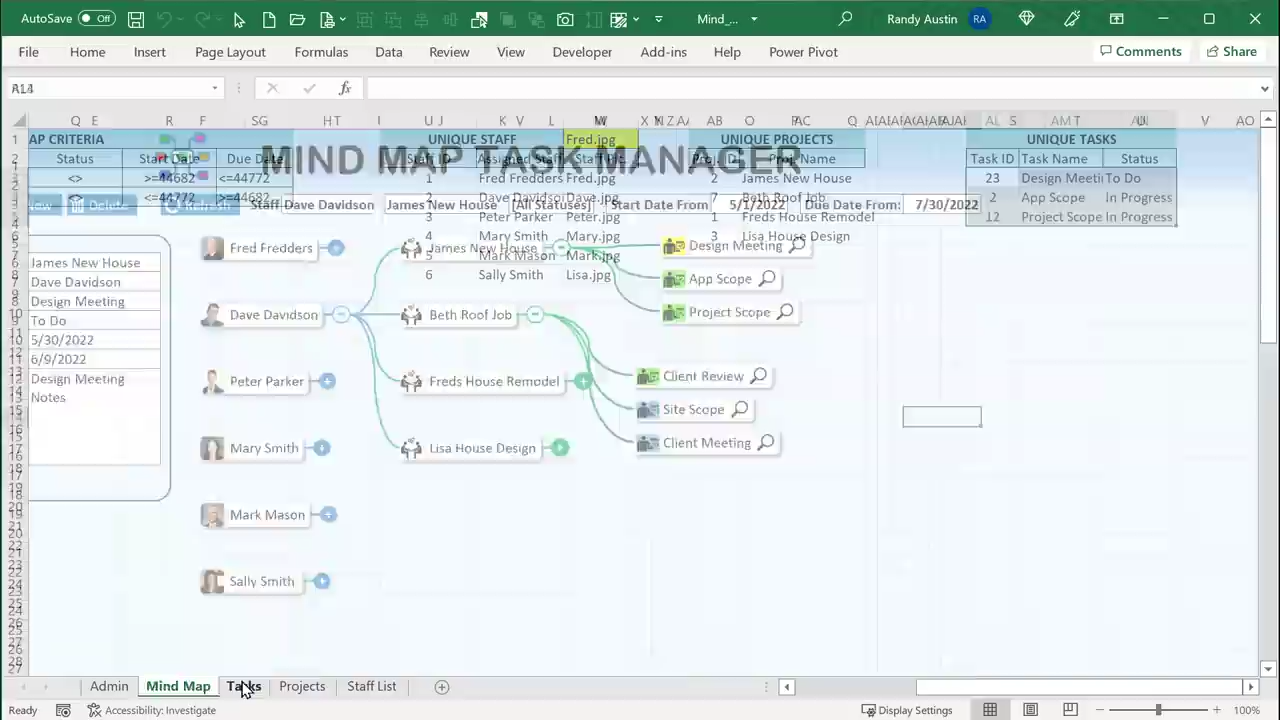 AutoSave Off Mind_... Randy Austin RA
File Home Insert Page Layout Formulas Data Review View Developer Add-ins Help Power Pivot Comments Share
fx
AP CRITERIA UNIQUE STAFF Fred.jpg UNIQUE PROJECTS UNIQUE TASKS
Status Start Date Due Date Staff ID Assigned Staff Proj. Name Task ID Task Name Status
MIND MAP TASK MANAGER
<> >=44682 <=44772 1 Fred Fredders Fred.jpg 2 James New House 23 Design Meeti To Do
<> <=44772 >=44682 2 Dave Davidson Dave.jpg 7 Beth Roof Job 2 App Scope In Progress
New Delete Refresh Staff Dave Davidson James New House [All Statuses] Start Date From 5/1/2022 Due Date From: 7/30/2022
3 Peter Parker Peter.jpg 1 Freds House Remodel 12 Project Scope In Progress
4 Mary Smith Mary.jpg 3 Lisa House Design
5 Mark Mason Mark.jpg
6 Sally Smith Lisa.jpg
James New House
Dave Davidson
Design Meeting
To Do
5/30/2022
6/9/2022
Design Meeting
Notes
Fred Fredders
Dave Davidson
Peter Parker
Mary Smith
Mark Mason
Sally Smith
James New House
Beth Roof Job
Freds House Remodel
Lisa House Design
Design Meeting
App Scope
Project Scope
Client Review
Site Scope
Client Meeting
Admin Mind Map Tasks Projects Staff List
Ready Accessibility: Investigate Display Settings 100%